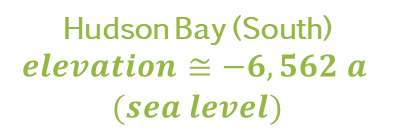 Hudson Bay (South)
elevation ≅ −6, 562 a
(sea level)